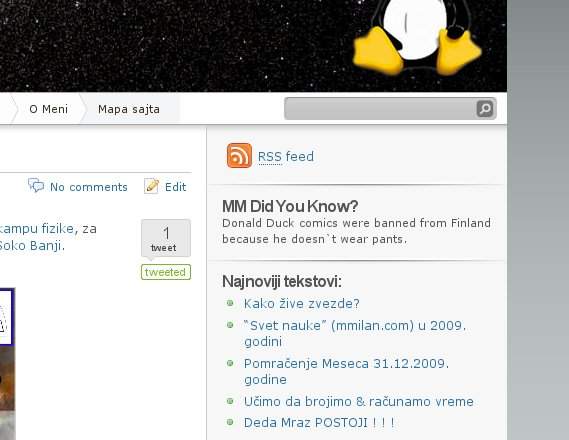 O Meni
Mapa sajta
RSS feed
No comments
Edit
kampu fizike, za
Soko Banji.
1
tweet
tweeted
MM Did You Know?
Donald Duck comics were banned from Finland
because he doesn`t wear pants.
Najnoviji tekstovi:
Kako žive zvezde?
“Svet nauke” (mmilan.com) u 2009.
godini
Pomračenje Meseca 31.12.2009.
godine
Učimo da brojimo & računamo vreme
Deda Mraz POSTOJI ! ! !